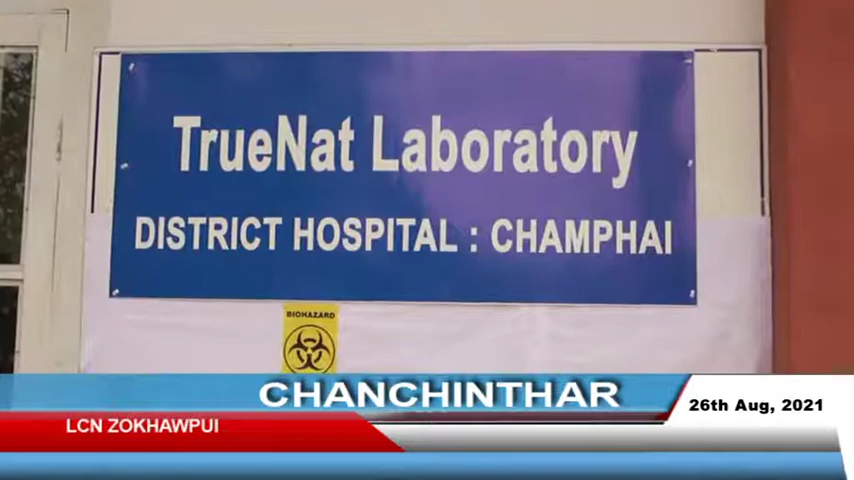 TrueNat Laboratory
DISTRICT HOSPITAL : CHAMPHAI
BIOHAZARD
CHANCHINTHAR
26th Aug, 2021
LCN ZOKHAWPUI